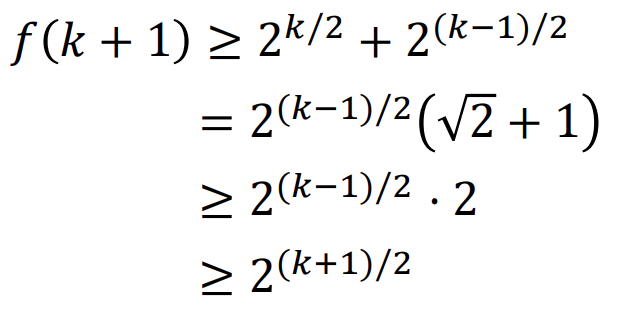 f(k + 1) ≥ 2^{k/2} + 2^{(k−1)/2}
= 2^{(k−1)/2}(√2 + 1)
≥ 2^{(k−1)/2} · 2
≥ 2^{(k+1)/2}